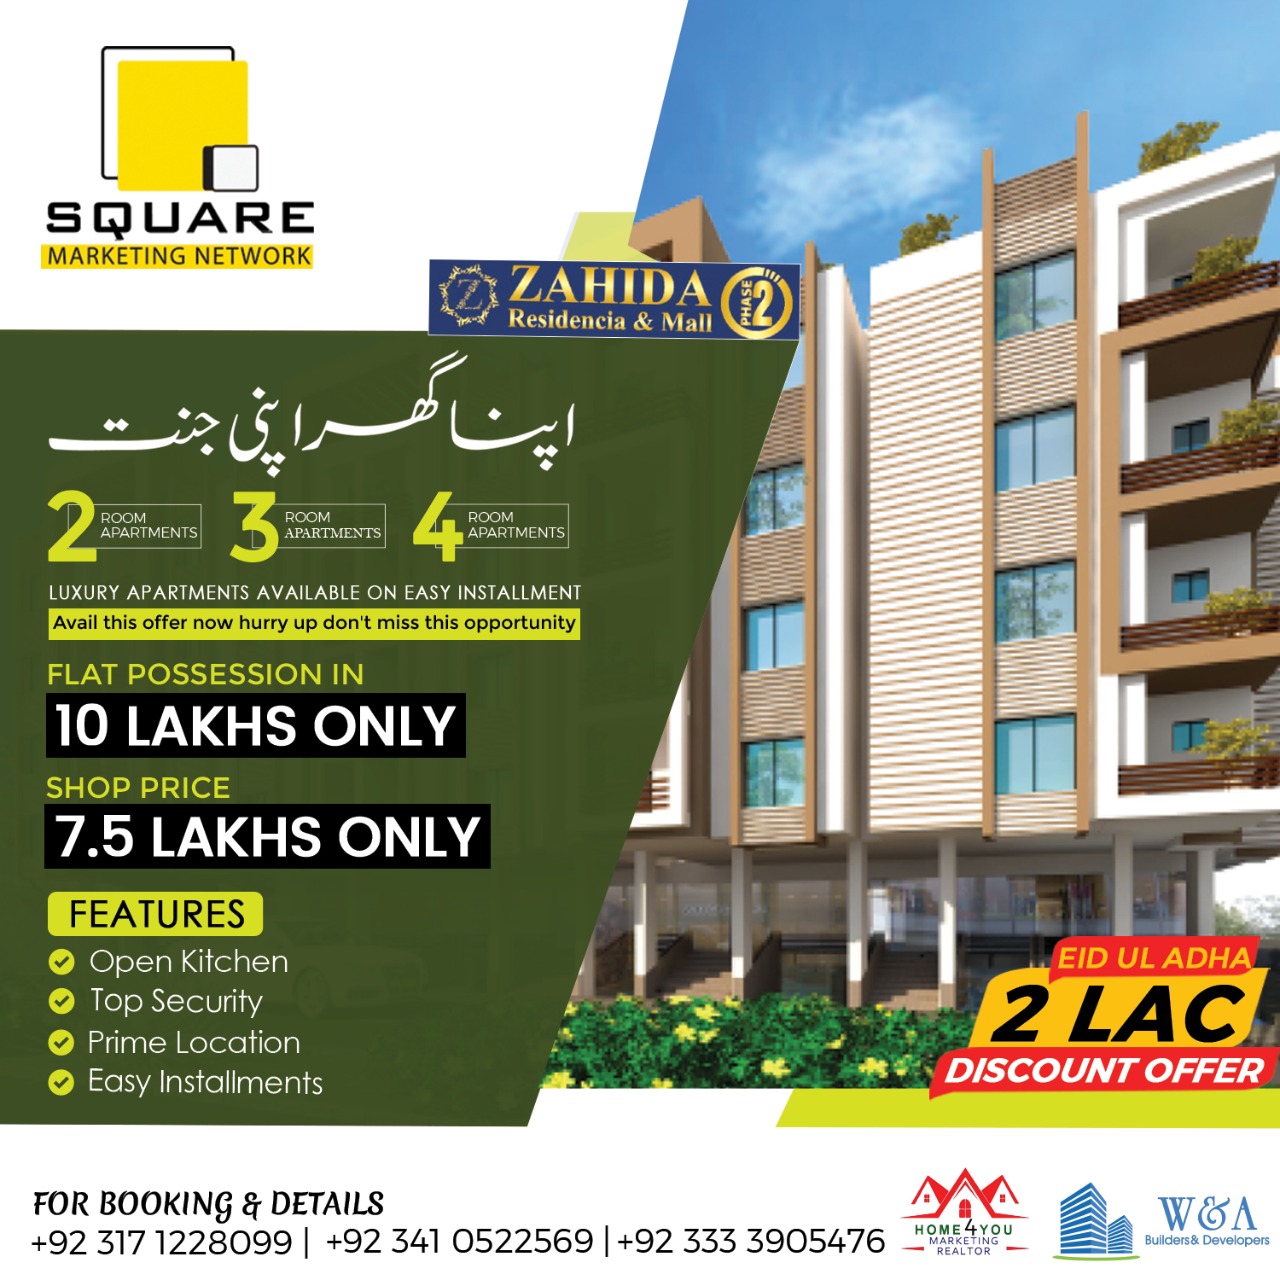 SQUARE
MARKETING NETWORK
Z ZAHIDA
Residencia & Mall
PHASE 2
اپنا گھر اپنی جنت
2 ROOM APARTMENTS
3 ROOM APARTMENTS
4 ROOM APARTMENTS
LUXURY APARTMENTS AVAILABLE ON EASY INSTALLMENT
Avail this offer now hurry up don't miss this opportunity
FLAT POSSESSION IN
10 LAKHS ONLY
SHOP PRICE
7.5 LAKHS ONLY
FEATURES
Open Kitchen
Top Security
Prime Location
Easy Installments
EID UL ADHA
2 LAC
DISCOUNT OFFER
FOR BOOKING & DETAILS
+92 317 1228099 | +92 341 0522569 | +92 333 3905476
HOME4YOU
MARKETING
REALTOR
W&A
Builders & Developers